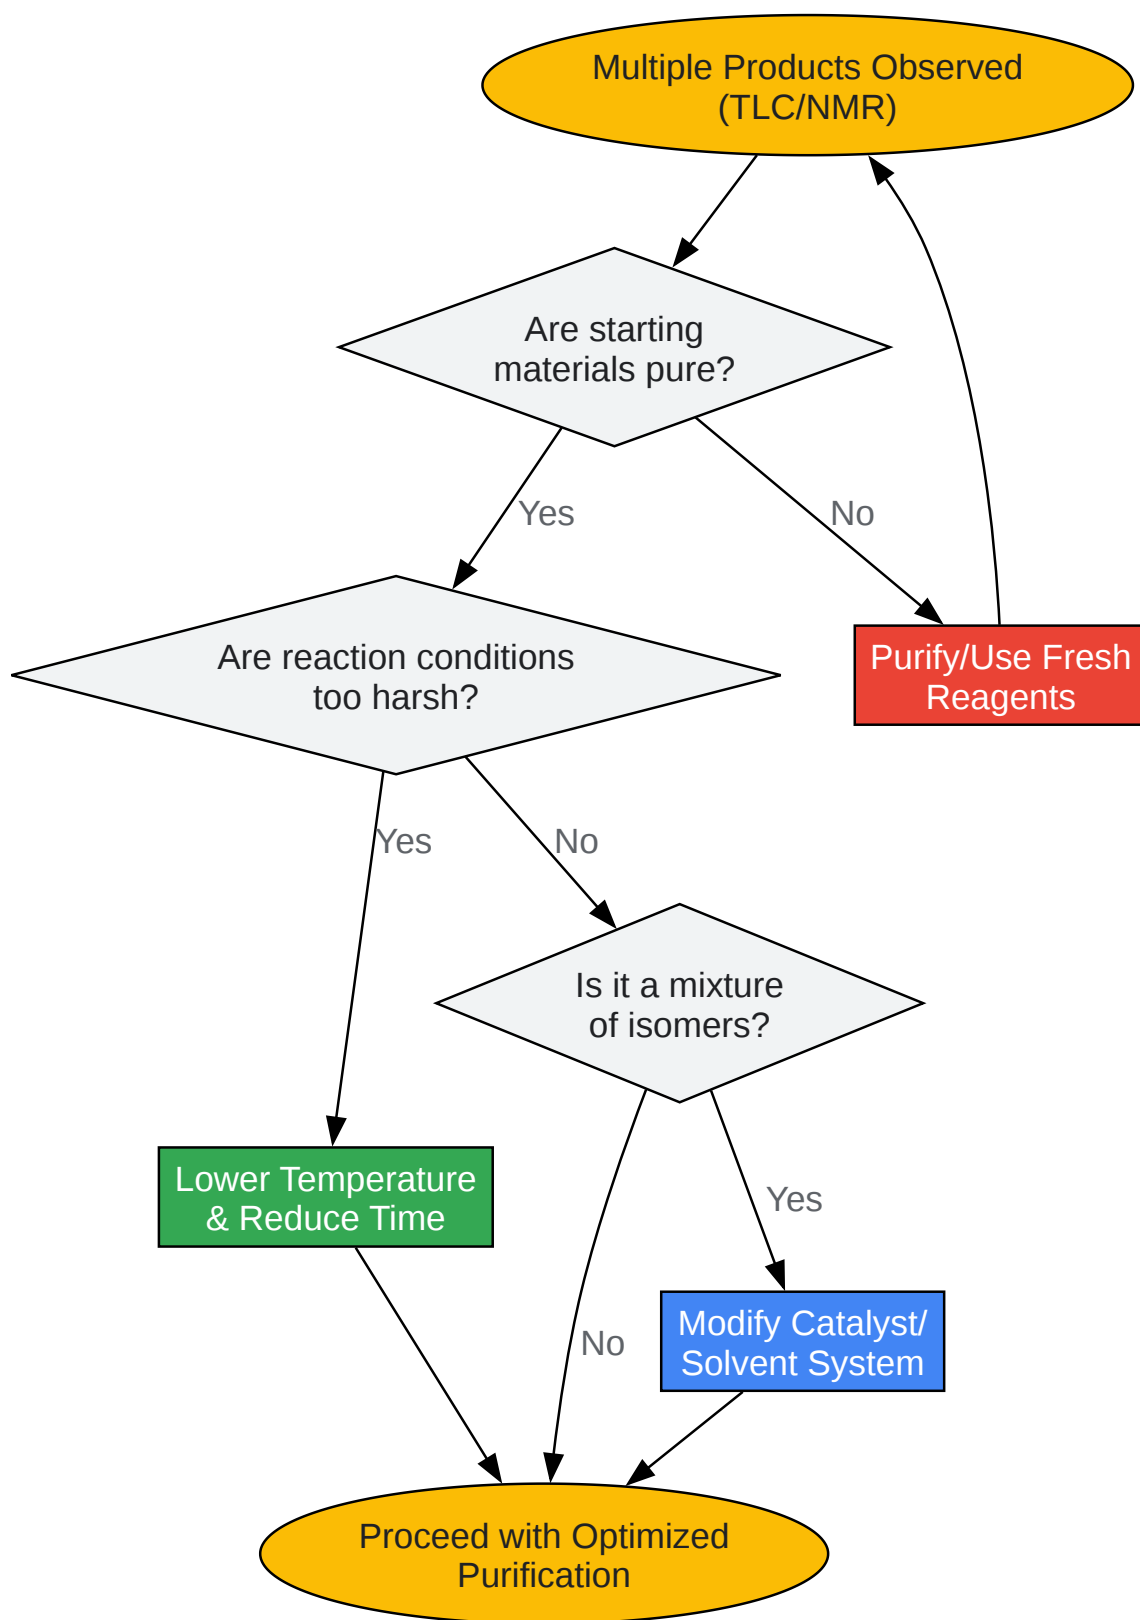 Multiple Products Observed
(TLC/NMR)
Are starting
materials pure?
Yes
No
Are reaction conditions
too harsh?
Purify/Use Fresh
Reagents
Yes
No
Is it a mixture
of isomers?
Lower Temperature
& Reduce Time
Yes
No
Modify Catalyst/
Solvent System
Proceed with Optimized
Purification